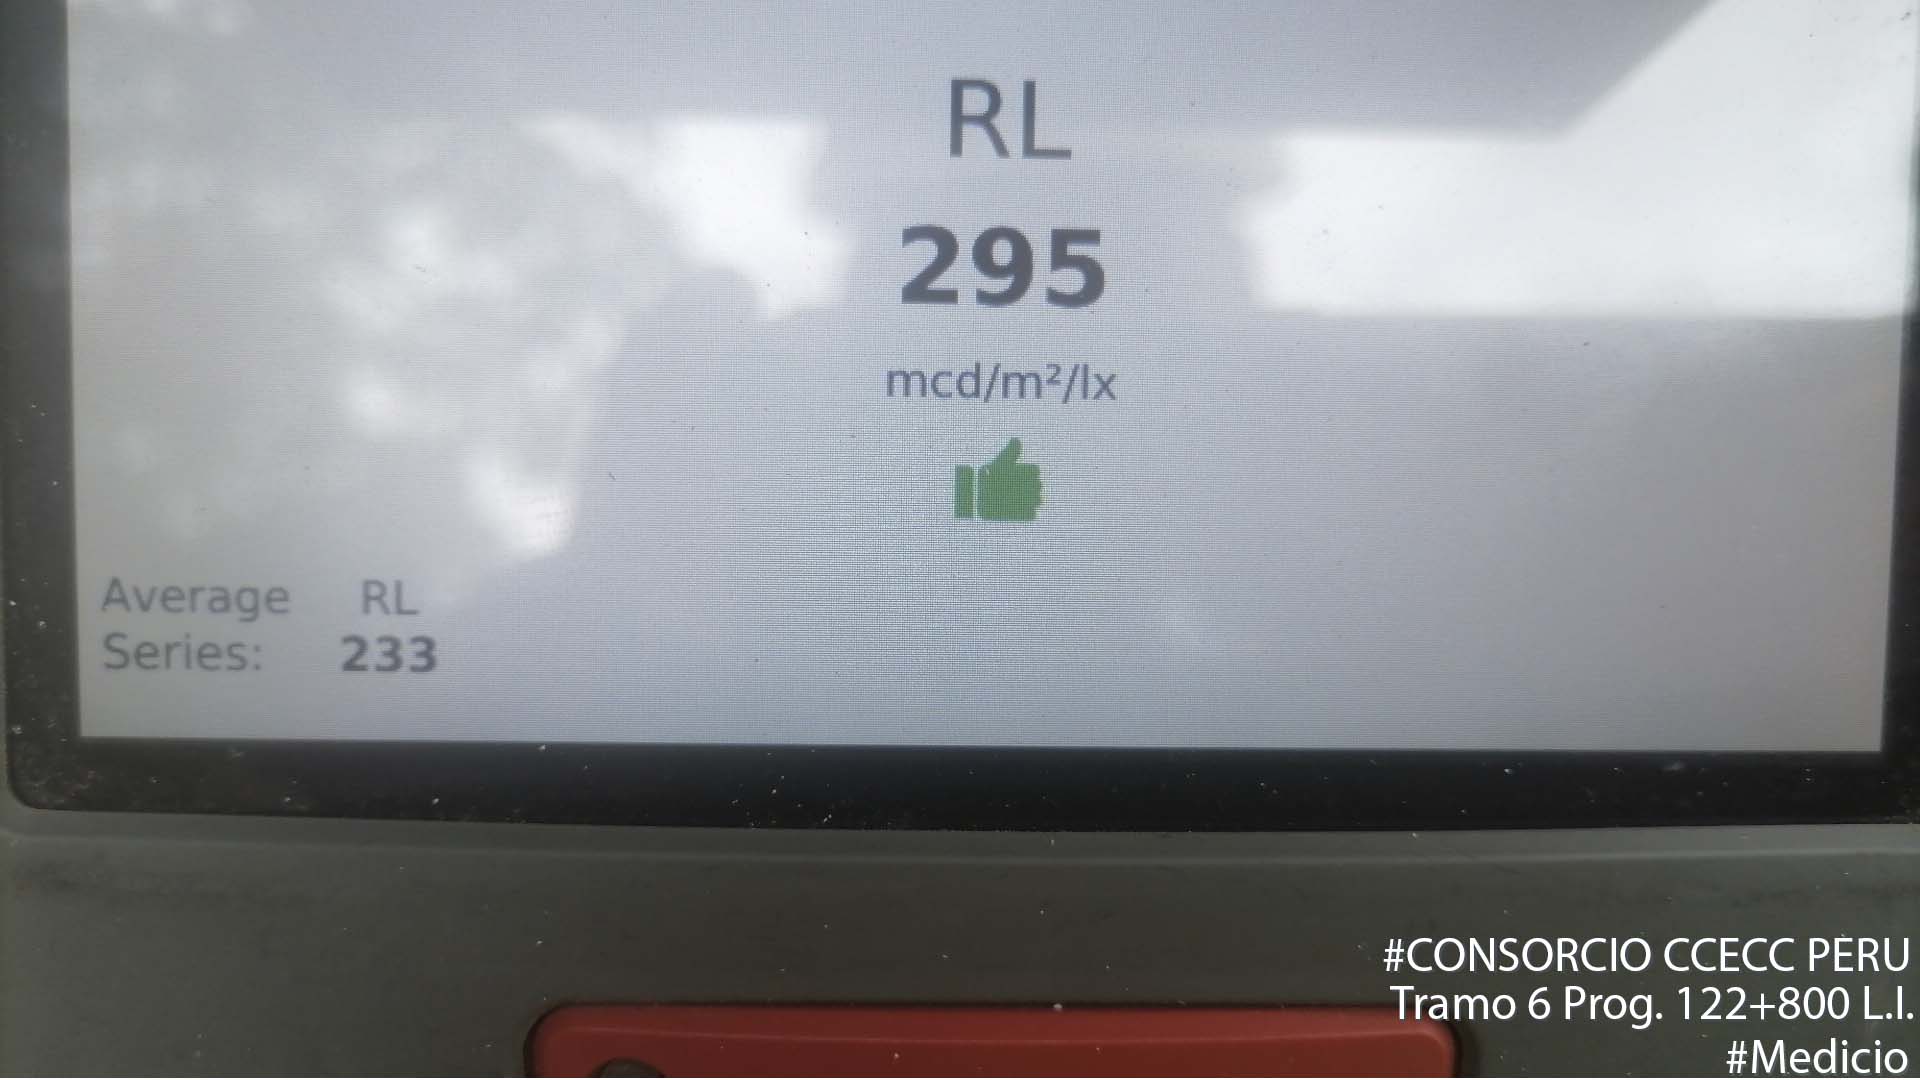 RL
295
mcd/m²/lx
Average RL
Series: 233
#CONSORCIO CCECC PERU
Tramo 6 Prog. 122+800 L.I.
#Medicio